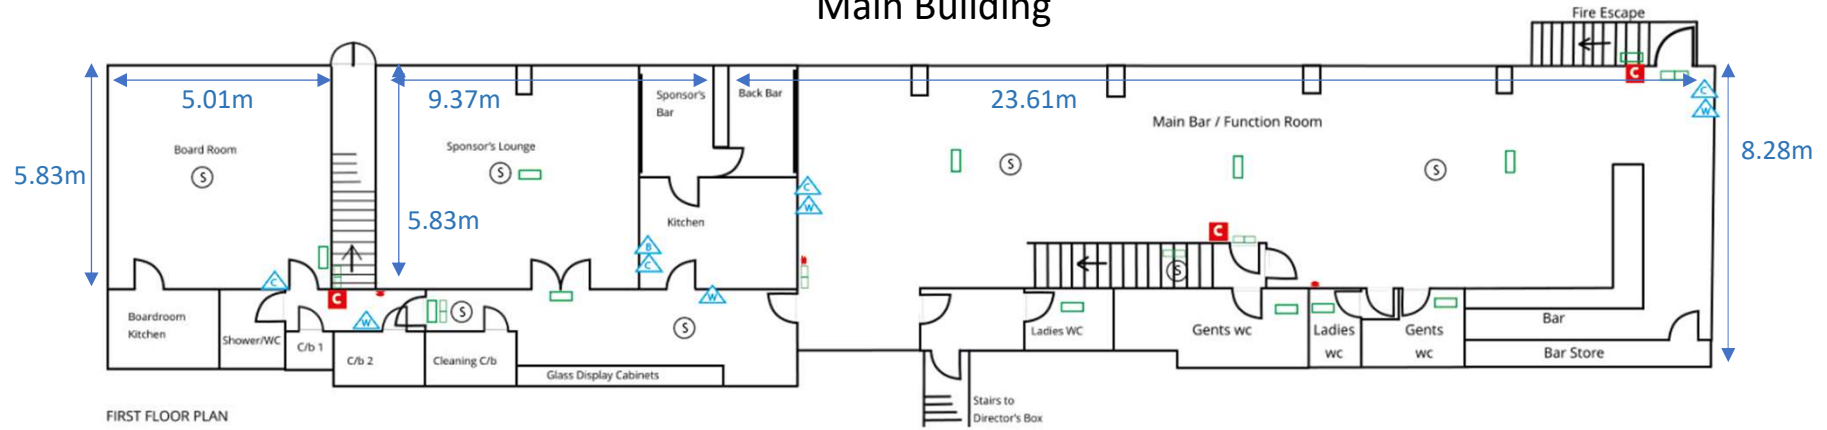 Main Building
Fire Escape
C
5.01m
9.37m
Sponsor's
Bar
Back Bar
23.61m
C
W
Main Bar / Function Room
Board Room
S
Sponsor's Lounge
S
S
S
8.28m
5.83m
5.83m
Kitchen
C
W
B
C
C
S
C
C
W
W
S
S
Boardroom
Kitchen
Shower/WC
C/b 1
C/b 2
Cleaning C/b
Glass Display Cabinets
Ladies WC
Gents wc
Ladies
wc
Gents
wc
Bar
Bar Store
Stairs to
Director's Box
FIRST FLOOR PLAN